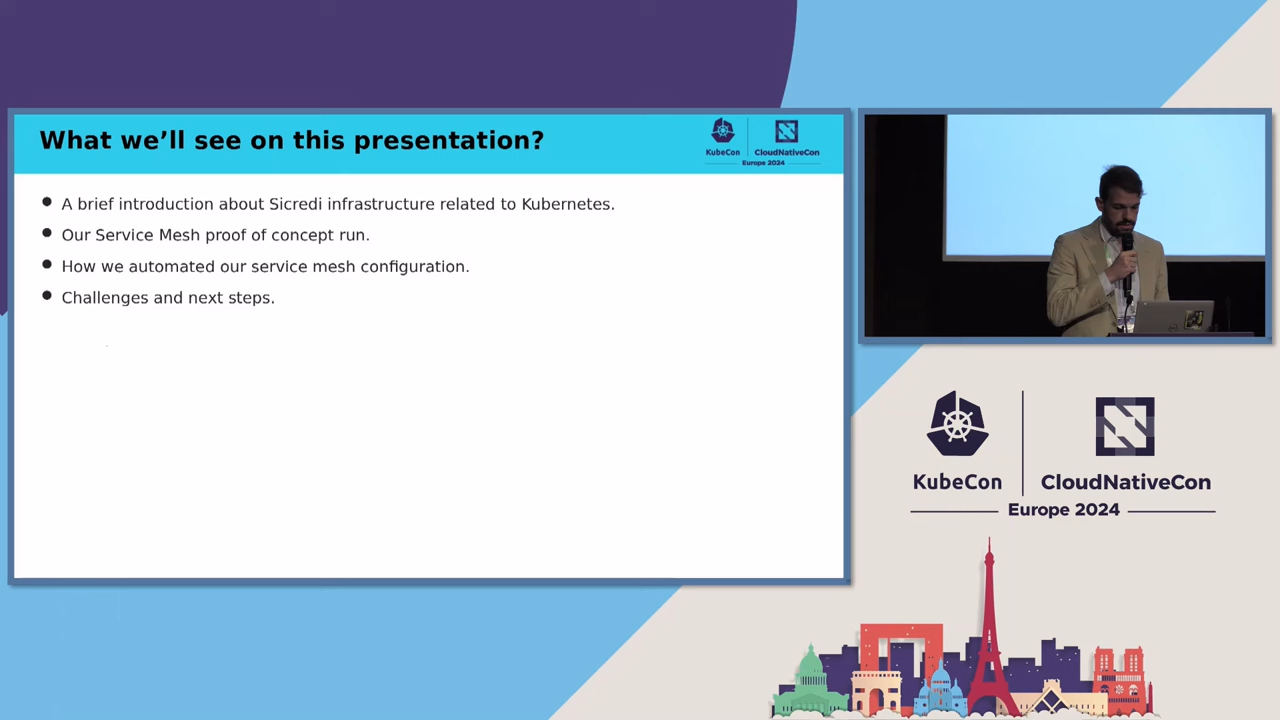 What we’ll see on this presentation?
KubeCon
CloudNativeCon
Europe 2024
A brief introduction about Sicredi infrastructure related to Kubernetes.
Our Service Mesh proof of concept run.
How we automated our service mesh configuration.
Challenges and next steps.
KubeCon
CloudNativeCon
Europe 2024